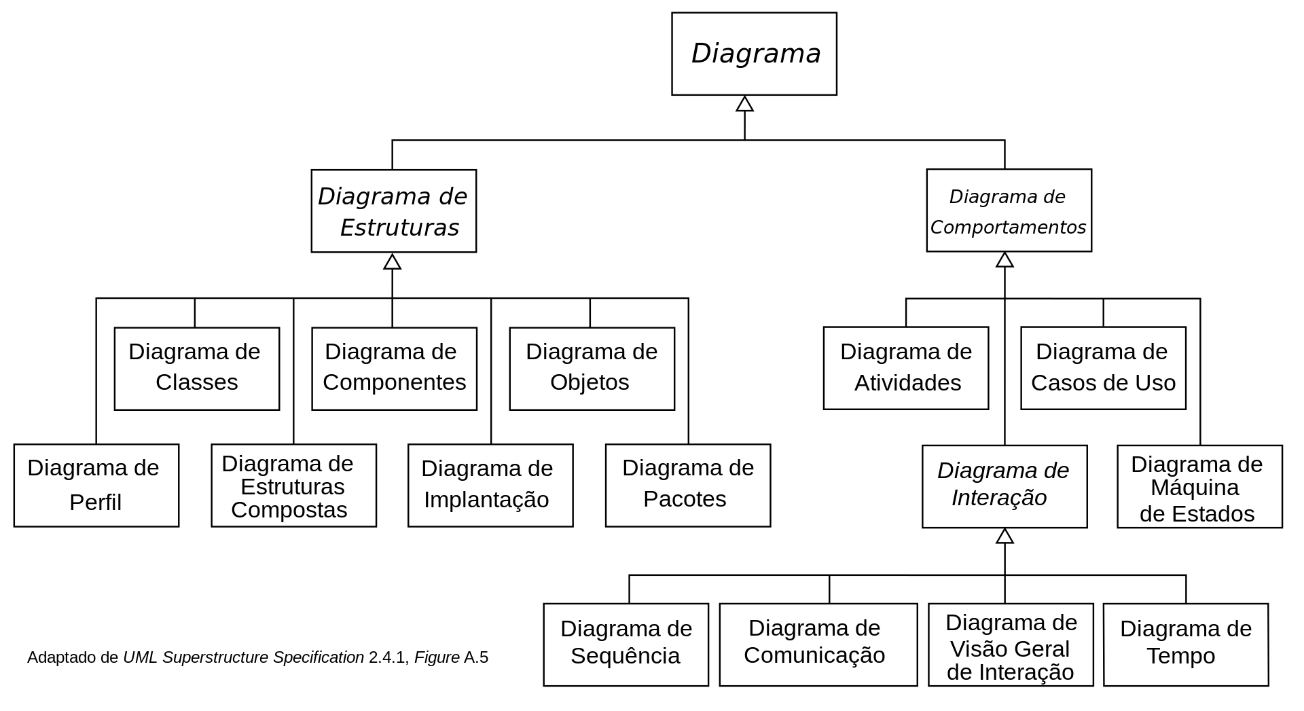 Diagrama
Diagrama de
Estruturas
Diagrama de
Comportamentos
Diagrama de
Classes
Diagrama de
Componentes
Diagrama de
Objetos
Diagrama de
Atividades
Diagrama de
Casos de Uso
Diagrama de
Perfil
Diagrama de
Estruturas
Compostas
Diagrama de
Implantação
Diagrama de
Pacotes
Diagrama de
Interação
Diagrama de
Máquina
de Estados
Diagrama de
Sequência
Diagrama de
Comunicação
Diagrama de
Visão Geral
de Interação
Diagrama de
Tempo
Adaptado de UML Superstructure Specification 2.4.1, Figure A.5